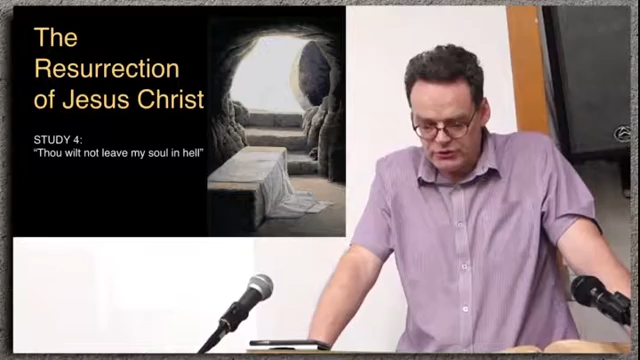 The
Resurrection
of Jesus Christ
STUDY 4:
“Thou wilt not leave my soul in hell”